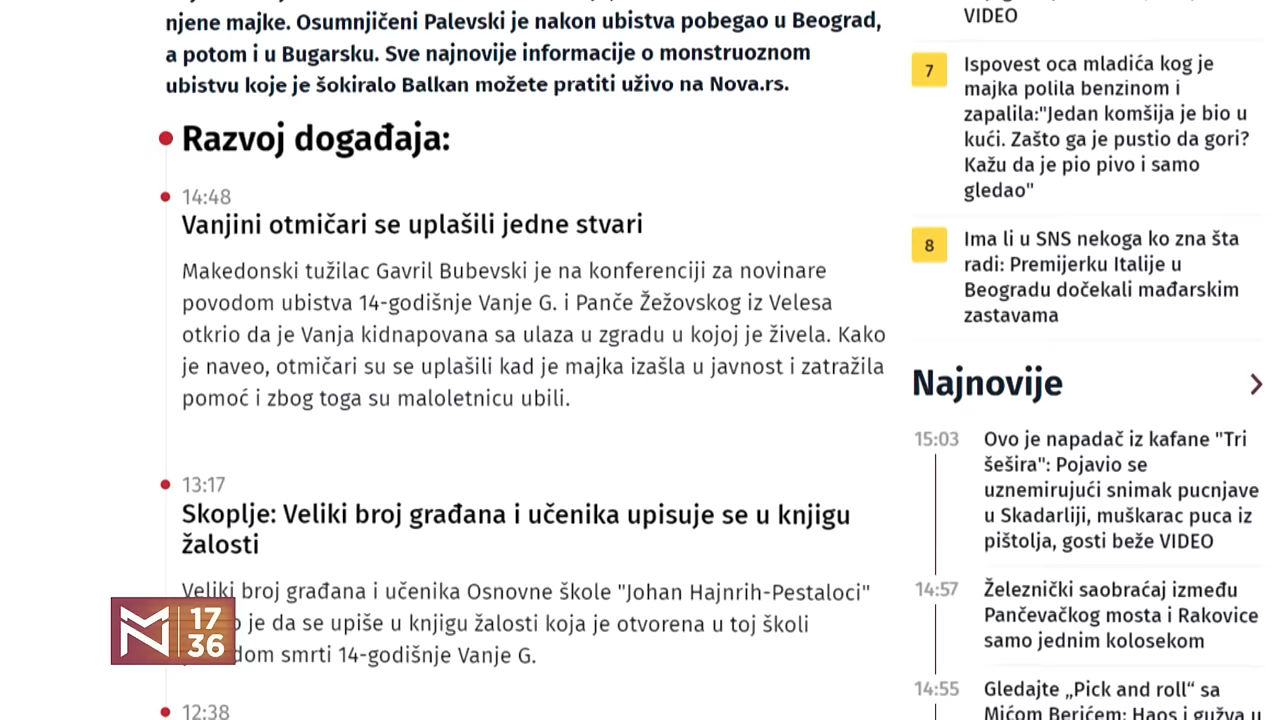 njene majke. Osumnjičeni Palevski je nakon ubistva pobegao u Beograd,
a potom i u Bugarsku. Sve najnovije informacije o monstruoznom
ubistvu koje je šokiralo Balkan možete pratiti uživo na Nova.rs.
Razvoj događaja:
14:48
Vanjini otmičari se uplašili jedne stvari
Makedonski tužilac Gavril Bubevski je na konferenciji za novinare
povodom ubistva 14-godišnje Vanje G. i Panče Žežovskog iz Velesa
otkrio da je Vanja kidnapovana sa ulaza u zgradu u kojoj je živela. Kako
je naveo, otmičari su se uplašili kad je majka izašla u javnost i zatražila
pomoć i zbog toga su maloletnicu ubili.
13:17
Skoplje: Veliki broj građana i učenika upisuje se u knjigu
žalosti
Veliki broj građana i učenika Osnovne škole "Johan Hajnrih-Pestaloci"
je da se upiše u knjigu žalosti koja je otvorena u toj školi
smrti 14-godišnje Vanje G.
12:38
17
36
VIDEO
7
Ispovest oca mladića kog je
majka polila benzinom i
zapalila:"Jedan komšija je bio u
kući. Zašto ga je pustio da gori?
Kažu da je pio pivo i samo
gledao"
8
Ima li u SNS nekoga ko zna šta
radi: Premijerku Italije u
Beogradu dočekali mađarskim
zastavama
Najnovije
15:03
Ovo je napadač iz kafane "Tri
šešira": Pojavio se
uznemirujući snimak pucnjave
u Skadarliji, muškarac puca iz
pištolja, gosti beže VIDEO
14:57
Železnički saobraćaj između
Pančevačkog mosta i Rakovice
samo jednim kolosekom
14:55
Gledajte „Pick and roll“ sa
Mićom Berićem: Haos i gužva u